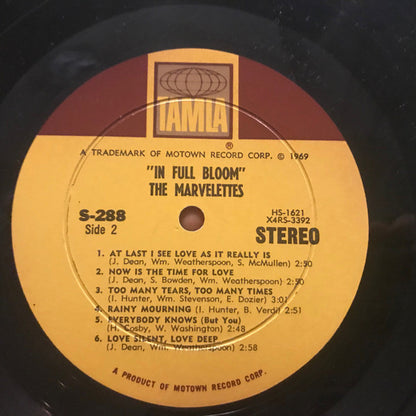 TAMLA
®
A TRADEMARK OF MOTOWN RECORD CORP. © 1969
"IN FULL BLOOM"
THE MARVELETTES
S-288
Side 2
HS-1621
X4RS-3392
STEREO
1. AT LAST I SEE LOVE AS IT REALLY IS
(J. Dean, Wm. Weatherspoon, S. McMullen) 2:50
2. NOW IS THE TIME FOR LOVE
(J. Dean, S. Bowden, Wm. Weatherspoon) 2:50
3. TOO MANY TEARS, TOO MANY TIMES
(I. Hunter, Wm. Stevenson, E. Dozier) 3:01
4. RAINY MOURNING (I. Hunter, B. Verdi) 2:51
5. EVERYBODY KNOWS (But You)
(H. Cosby, W. Washington) 2:48
6. LOVE SILENT, LOVE DEEP
(J. Dean, Wm. Weatherspoon) 2:58
A PRODUCT OF MOTOWN RECORD CORP.